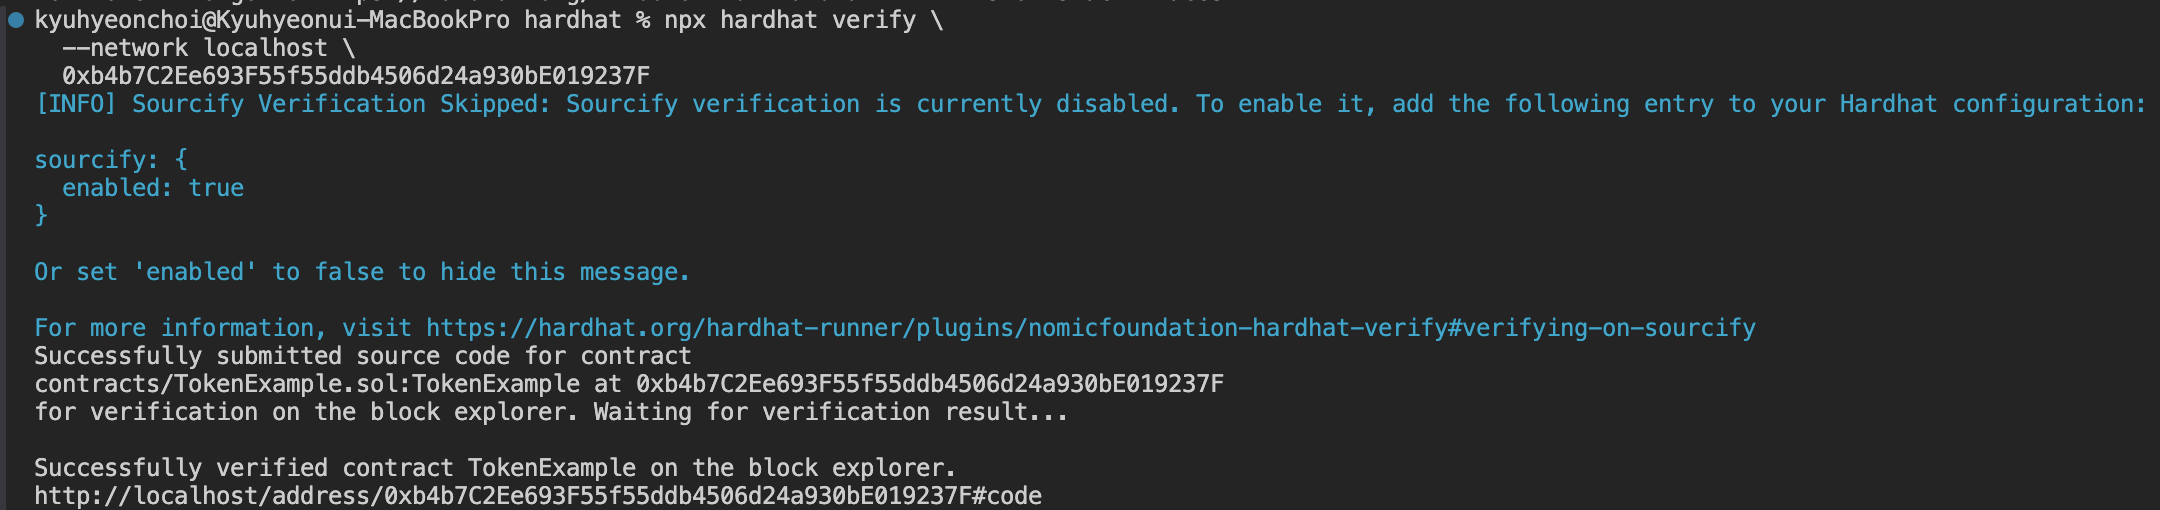 kyuhyeonchoi@Kyuhyeonui-MacBookPro hardhat % npx hardhat verify \
  --network localhost \
  0xb4b7C2Ee693F55f55ddb4506d24a930bE019237F
[INFO] Sourcify Verification Skipped: Sourcify verification is currently disabled. To enable it, add the following entry to your Hardhat configuration:

sourcify: {
  enabled: true
}

Or set 'enabled' to false to hide this message.

For more information, visit https://hardhat.org/hardhat-runner/plugins/nomicfoundation-hardhat-verify#verifying-on-sourcify
Successfully submitted source code for contract
contracts/TokenExample.sol:TokenExample at 0xb4b7C2Ee693F55f55ddb4506d24a930bE019237F
for verification on the block explorer. Waiting for verification result...

Successfully verified contract TokenExample on the block explorer.
http://localhost/address/0xb4b7C2Ee693F55f55ddb4506d24a930bE019237F#code